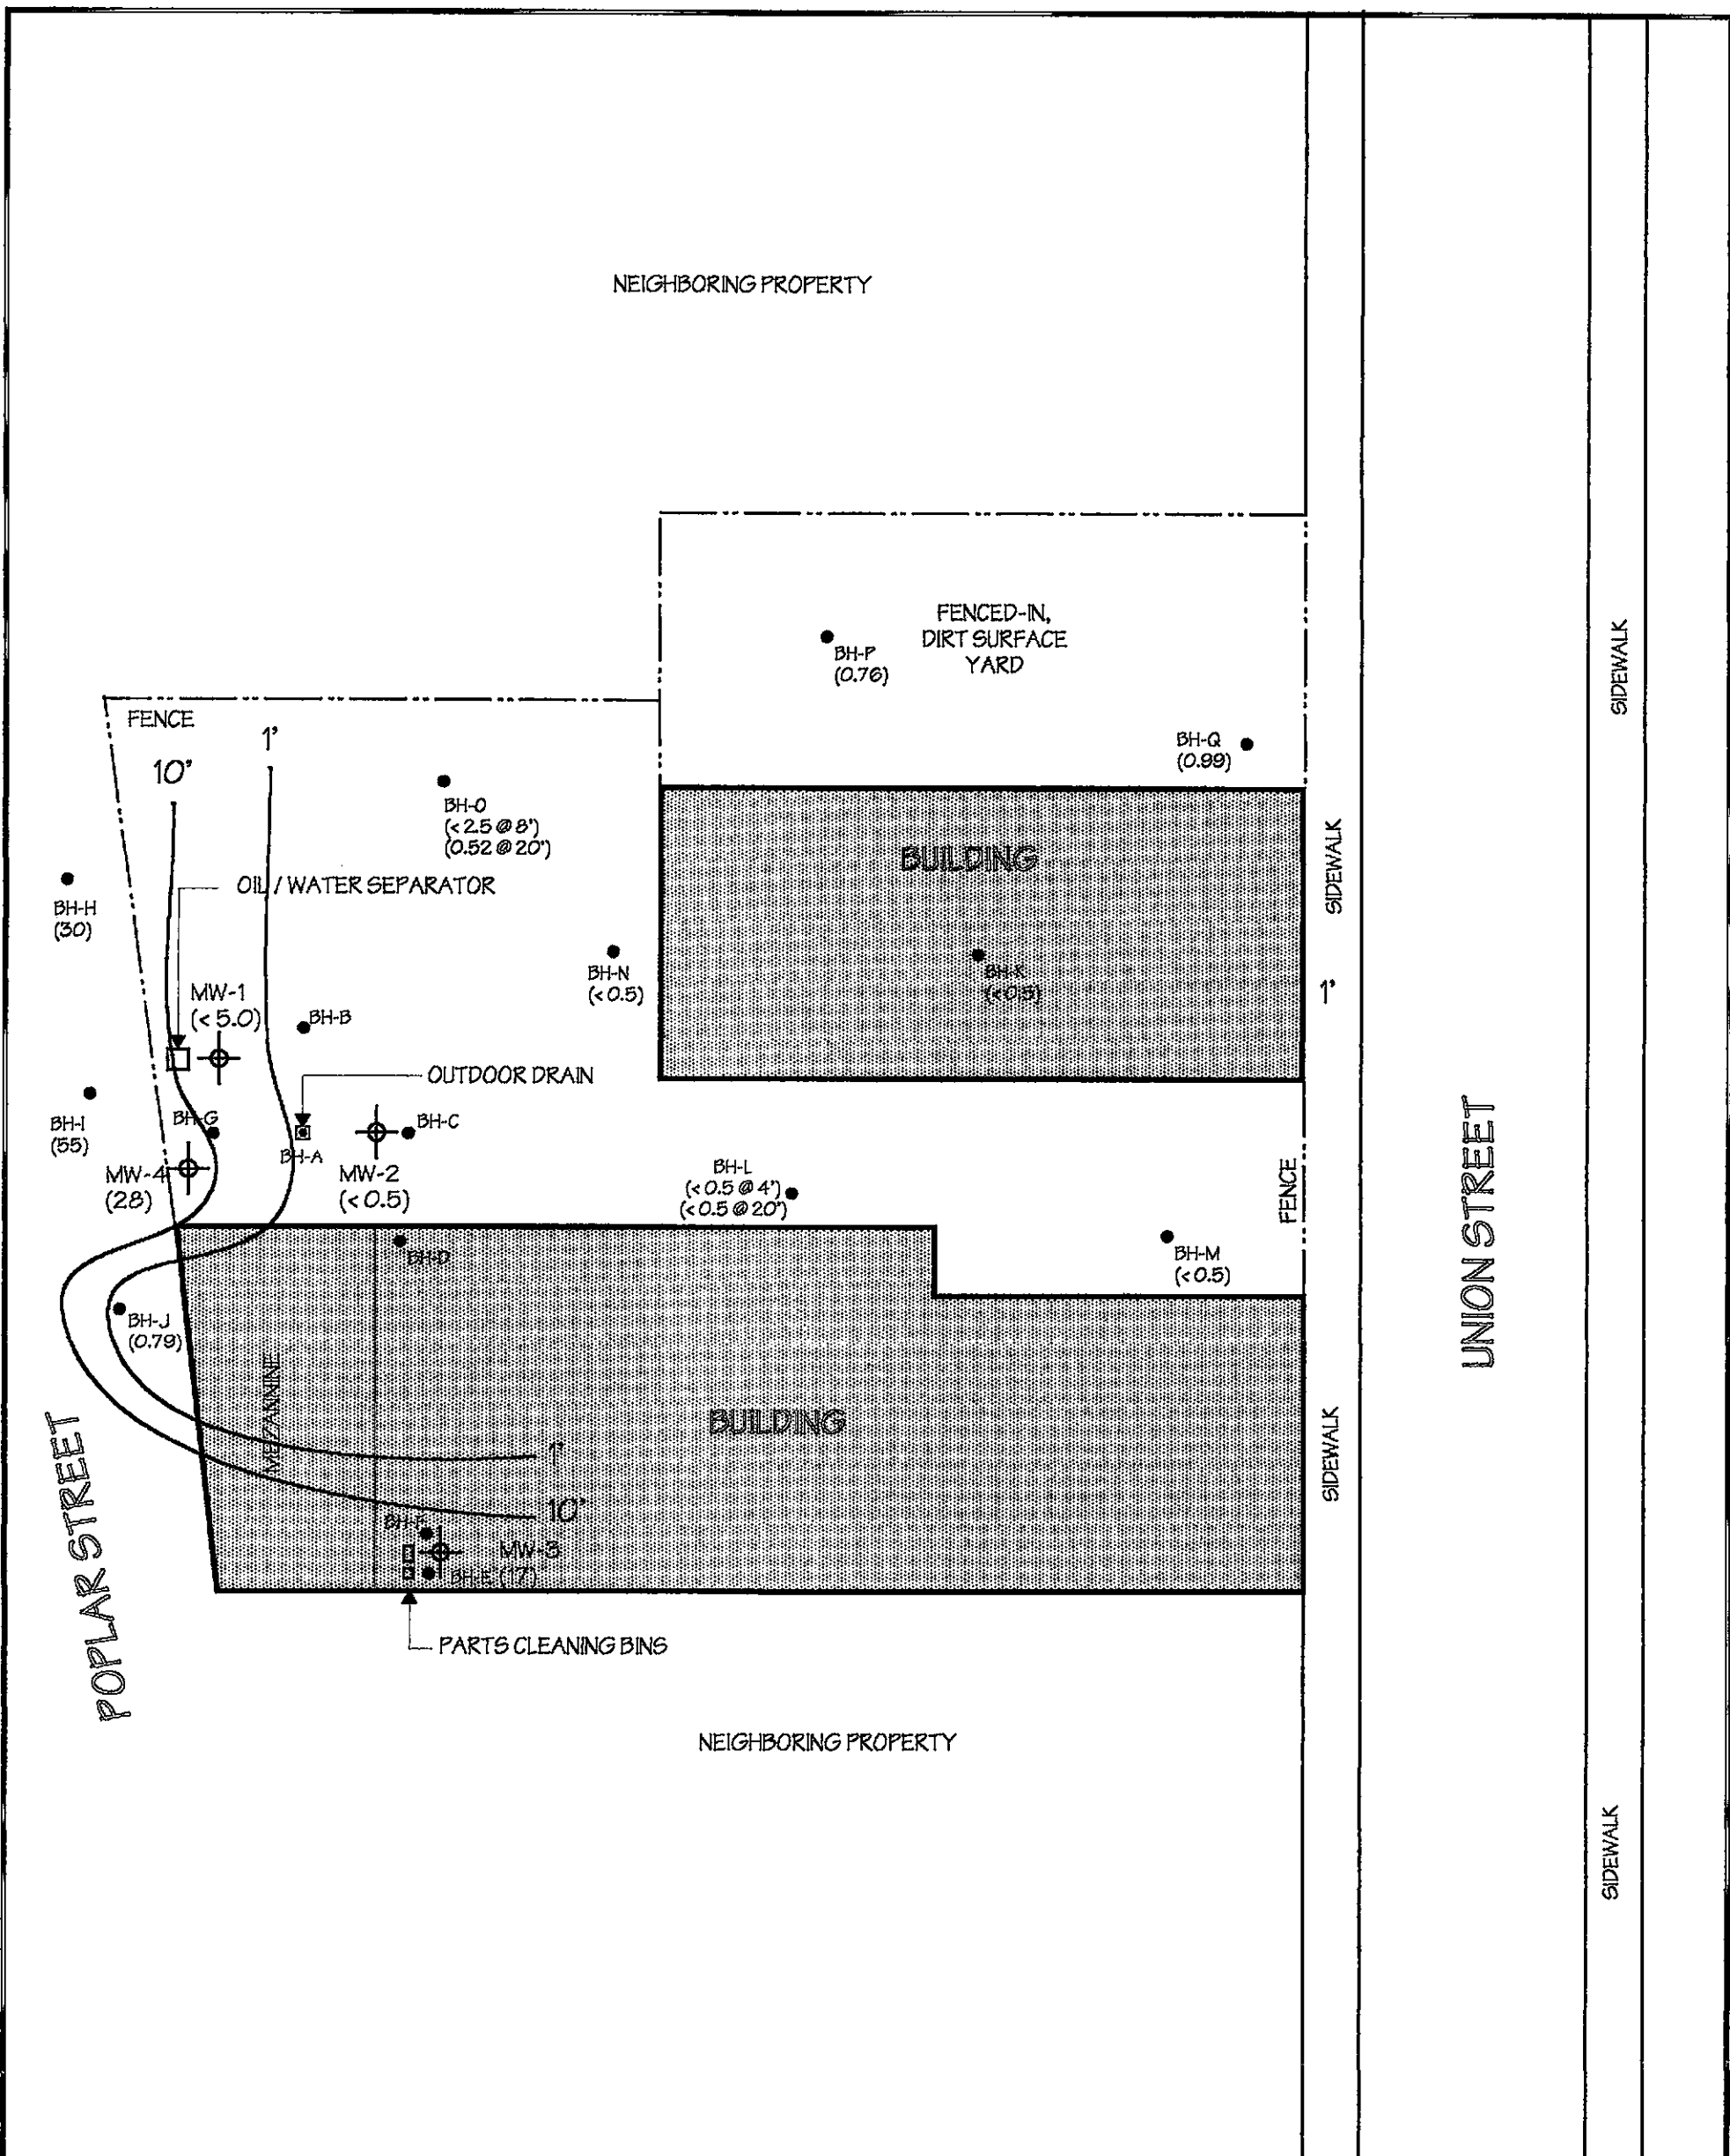 NEIGHBORING PROPERTY
FENCED-IN,
DIRT SURFACE
YARD
BH-P
(0.76)
SIDEWALK
FENCE
1'
10'
BH-Q
(0.99)
BH-O
(<2.5 @ 8')
(0.52 @ 20')
BUILDING
SIDEWALK
OIL / WATER SEPARATOR
BH-H
(30)
BH-N
(<0.5)
BH-K
(<0.5)
1'
MW-1
(<5.0)
BH-B
OUTDOOR DRAIN
BH-I
(55)
BH-G
BH-A
BH-C
MW-4
(28)
MW-2
(<0.5)
BH-L
(<0.5 @ 4')
(<0.5 @ 20')
FENCE
UNION STREET
BH-D
BH-M
(<0.5)
BH-J
(0.79)
MEZANNINE
BUILDING
SIDEWALK
POPLAR STREET
1'
10'
BH-F
MW-3
BH-E (17)
PARTS CLEANING BINS
NEIGHBORING PROPERTY
SIDEWALK